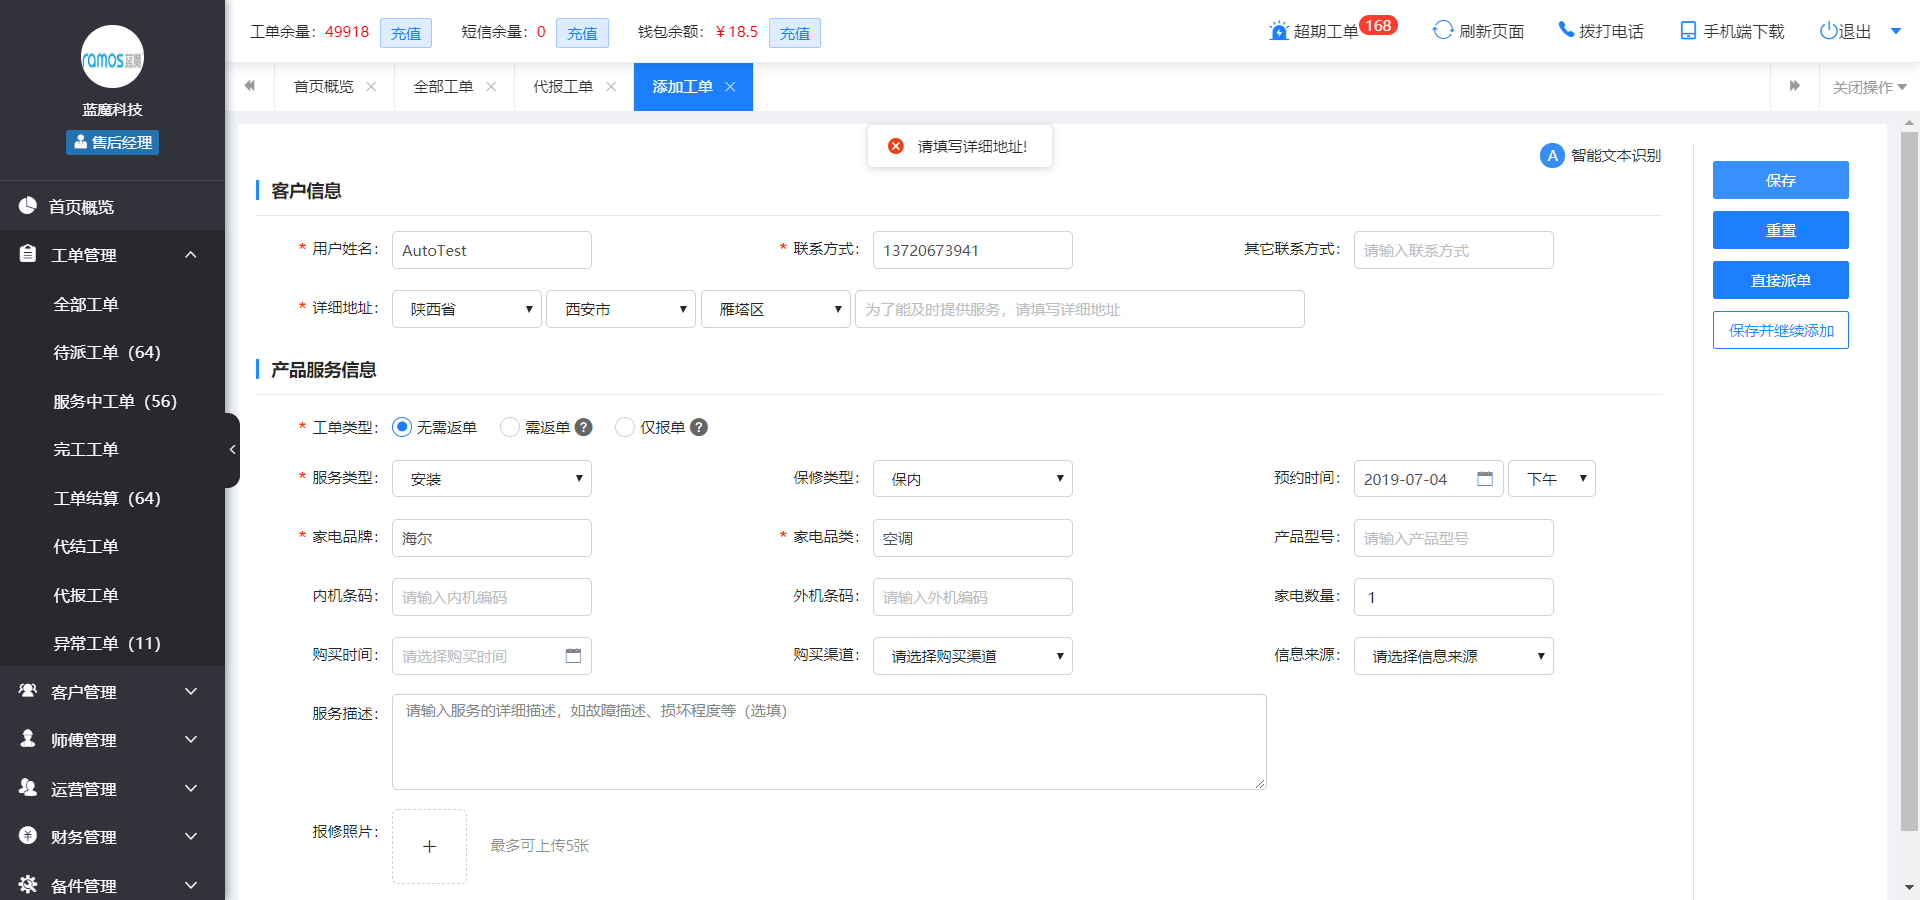 工单余量：49918 充值 短信余量：0 充值 钱包余额：￥18.5 充值 超期工单 168 刷新页面 拨打电话 手机端下载 退出
ramos蓝魔
蓝魔科技
售后经理
首页概览
工单管理
全部工单
待派工单（64）
服务中工单（56）
完工工单
工单结算（64）
代结工单
代报工单
异常工单（11）
客户管理
师傅管理
运营管理
财务管理
备件管理
首页概览 全部工单 代报工单 添加工单 关闭操作
请填写详细地址!
A 智能文本识别
客户信息
* 用户姓名： AutoTest * 联系方式： 13720673941 其它联系方式： 请输入联系方式
* 详细地址： 陕西省 西安市 雁塔区 为了能及时提供服务，请填写详细地址
产品服务信息
* 工单类型： 无需返单 需返单 ? 仅报单 ?
* 服务类型： 安装 保修类型： 保内 预约时间： 2019-07-04 下午
* 家电品牌： 海尔 * 家电品类： 空调 产品型号： 请输入产品型号
内机条码： 请输入内机编码 外机条码： 请输入外机编码 家电数量： 1
购买时间： 请选择购买时间 购买渠道： 请选择购买渠道 信息来源： 请选择信息来源
服务描述： 请输入服务的详细描述，如故障描述、损坏程度等（选填）
报修照片： + 最多可上传5张
保存
重置
直接派单
保存并继续添加